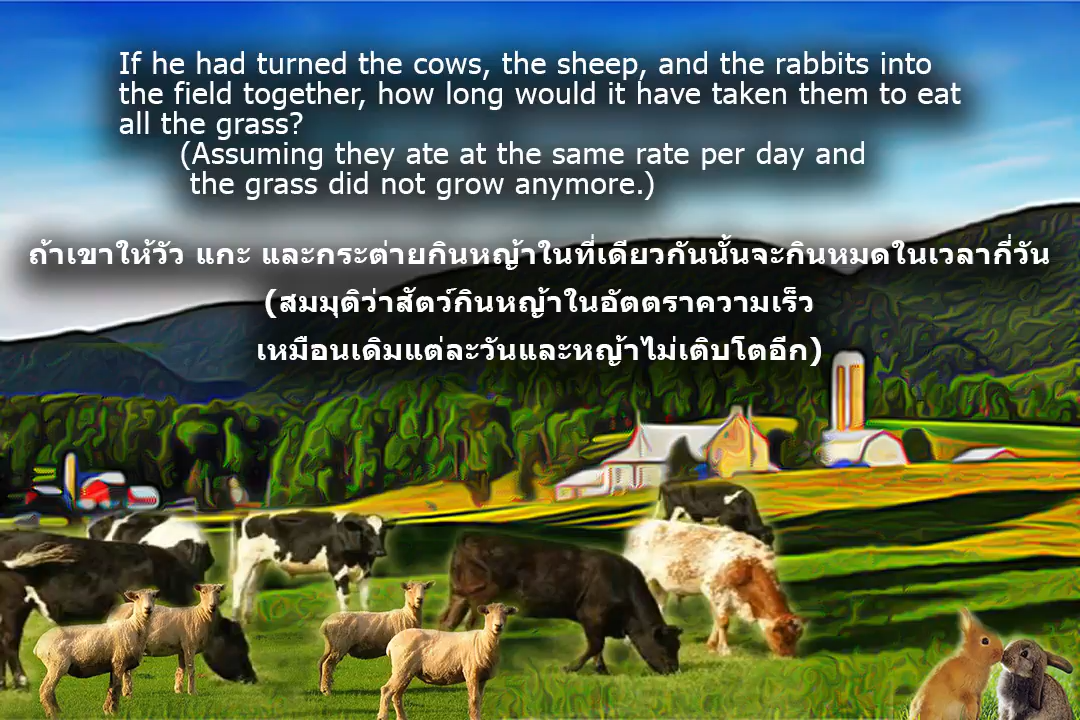 If he had turned the cows, the sheep, and the rabbits into
the field together, how long would it have taken them to eat
all the grass?
(Assuming they ate at the same rate per day and
the grass did not grow anymore.)
ถ้าเขาให้วัว แกะ และกระต่ายกินหญ้าในที่เดียวกันนั้นจะกินหมดในเวลากี่วัน
(สมมุติว่าสัตว์กินหญ้าในอัตตราความเร็ว
เหมือนเดิมแต่ละวันและหญ้าไม่เติบโตอีก)